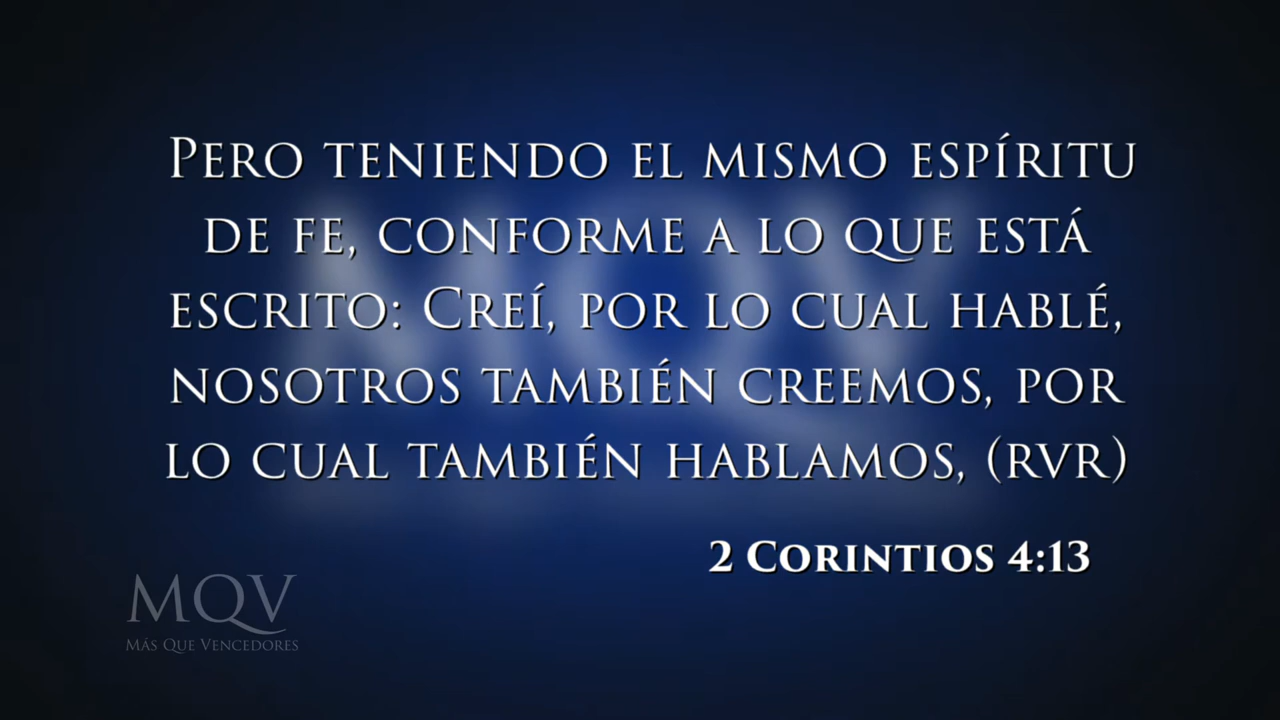 Pero teniendo el mismo espíritu
de fe, conforme a lo que está
escrito: Creí, por lo cual hablé,
nosotros también creemos, por
lo cual también hablamos, (rvr)
2 Corintios 4:13
MQV
Más Que Vencedores